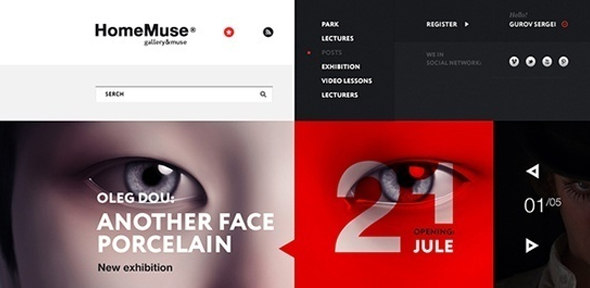 HomeMuse®
gallery&muse
SERCH
PARK
LECTURES
POSTS
EXHIBITION
VIDEO LESSONS
LECTURERS
REGISTER
Hello!
GUROV SERGEI
WE IN
SOCIAL NETWORK:
OLEG DOU:
ANOTHER FACE
PORCELAIN
New exhibition
21
OPENING:
JULE
01/05